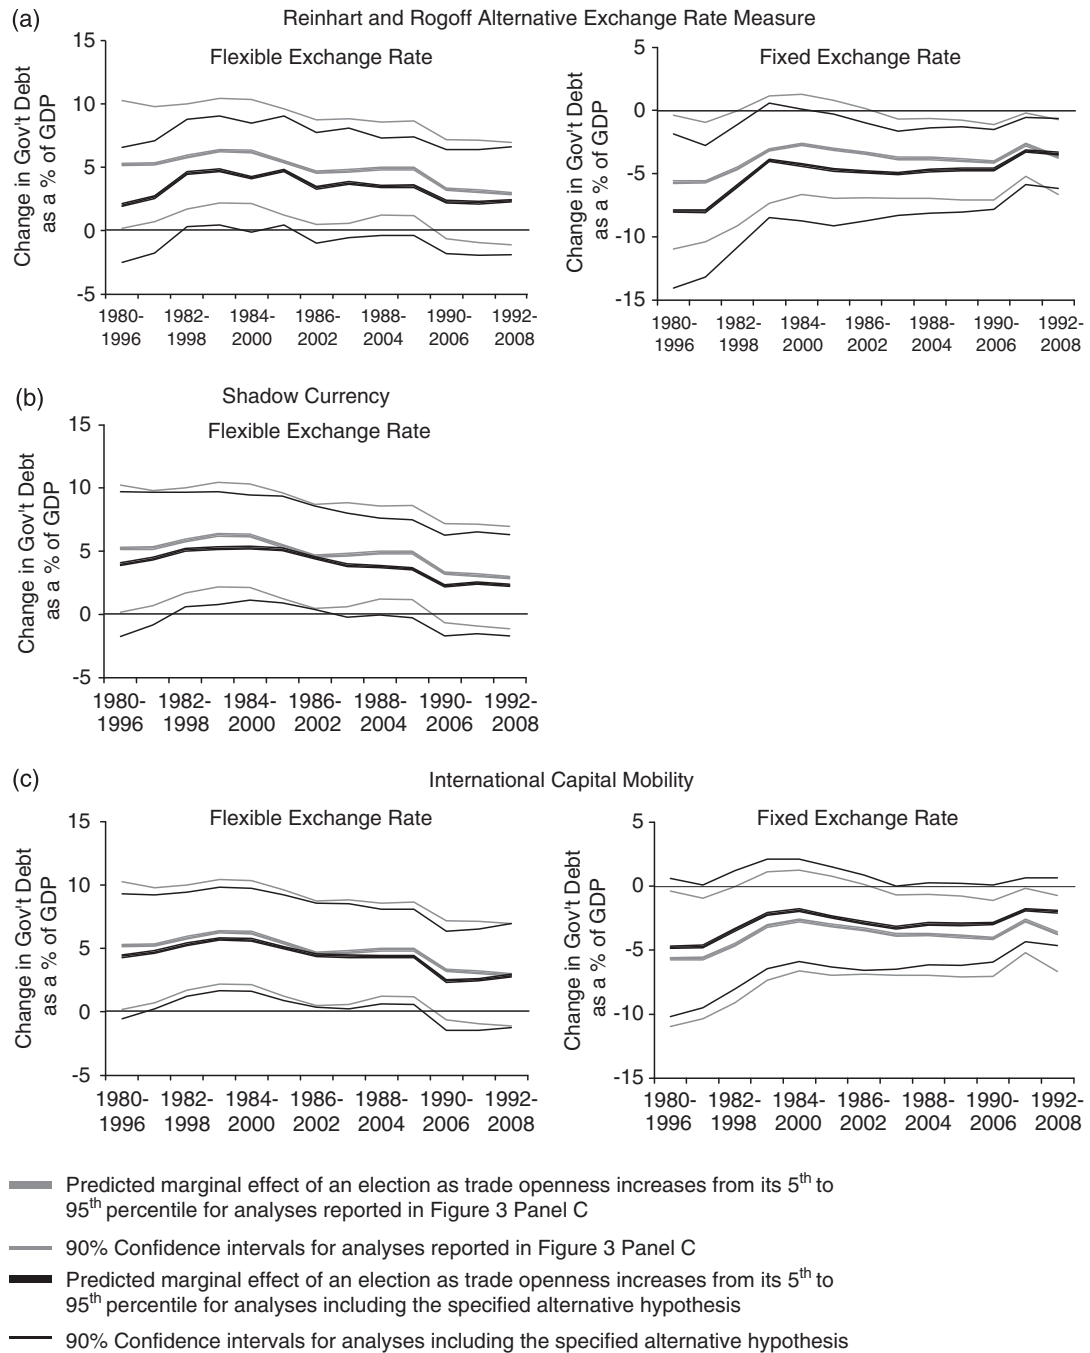 (a)
Reinhart and Rogoff Alternative Exchange Rate Measure
Flexible Exchange Rate
Change in Gov't Debt
as a % of GDP
15
10
5
0
-5
1980- 1982- 1984- 1986- 1988- 1990- 1992-
1996 1998 2000 2002 2004 2006 2008
Fixed Exchange Rate
Change in Gov't Debt
as a % of GDP
5
0
-5
-10
-15
1980- 1982- 1984- 1986- 1988- 1990- 1992-
1996 1998 2000 2002 2004 2006 2008
(b)
Shadow Currency
Flexible Exchange Rate
Change in Gov't Debt
as a % of GDP
15
10
5
0
-5
1980- 1982- 1984- 1986- 1988- 1990- 1992-
1996 1998 2000 2002 2004 2006 2008
(c)
International Capital Mobility
Flexible Exchange Rate
Change in Gov't Debt
as a % of GDP
15
10
5
0
-5
1980- 1982- 1984- 1986- 1988- 1990- 1992-
1996 1998 2000 2002 2004 2006 2008
Fixed Exchange Rate
Change in Gov't Debt
as a % of GDP
5
0
-5
-10
-15
1980- 1982- 1984- 1986- 1988- 1990- 1992-
1996 1998 2000 2002 2004 2006 2008
Predicted marginal effect of an election as trade openness increases from its 5th to
95th percentile for analyses reported in Figure 3 Panel C
90% Confidence intervals for analyses reported in Figure 3 Panel C
Predicted marginal effect of an election as trade openness increases from its 5th to
95th percentile for analyses including the specified alternative hypothesis
90% Confidence intervals for analyses including the specified alternative hypothesis